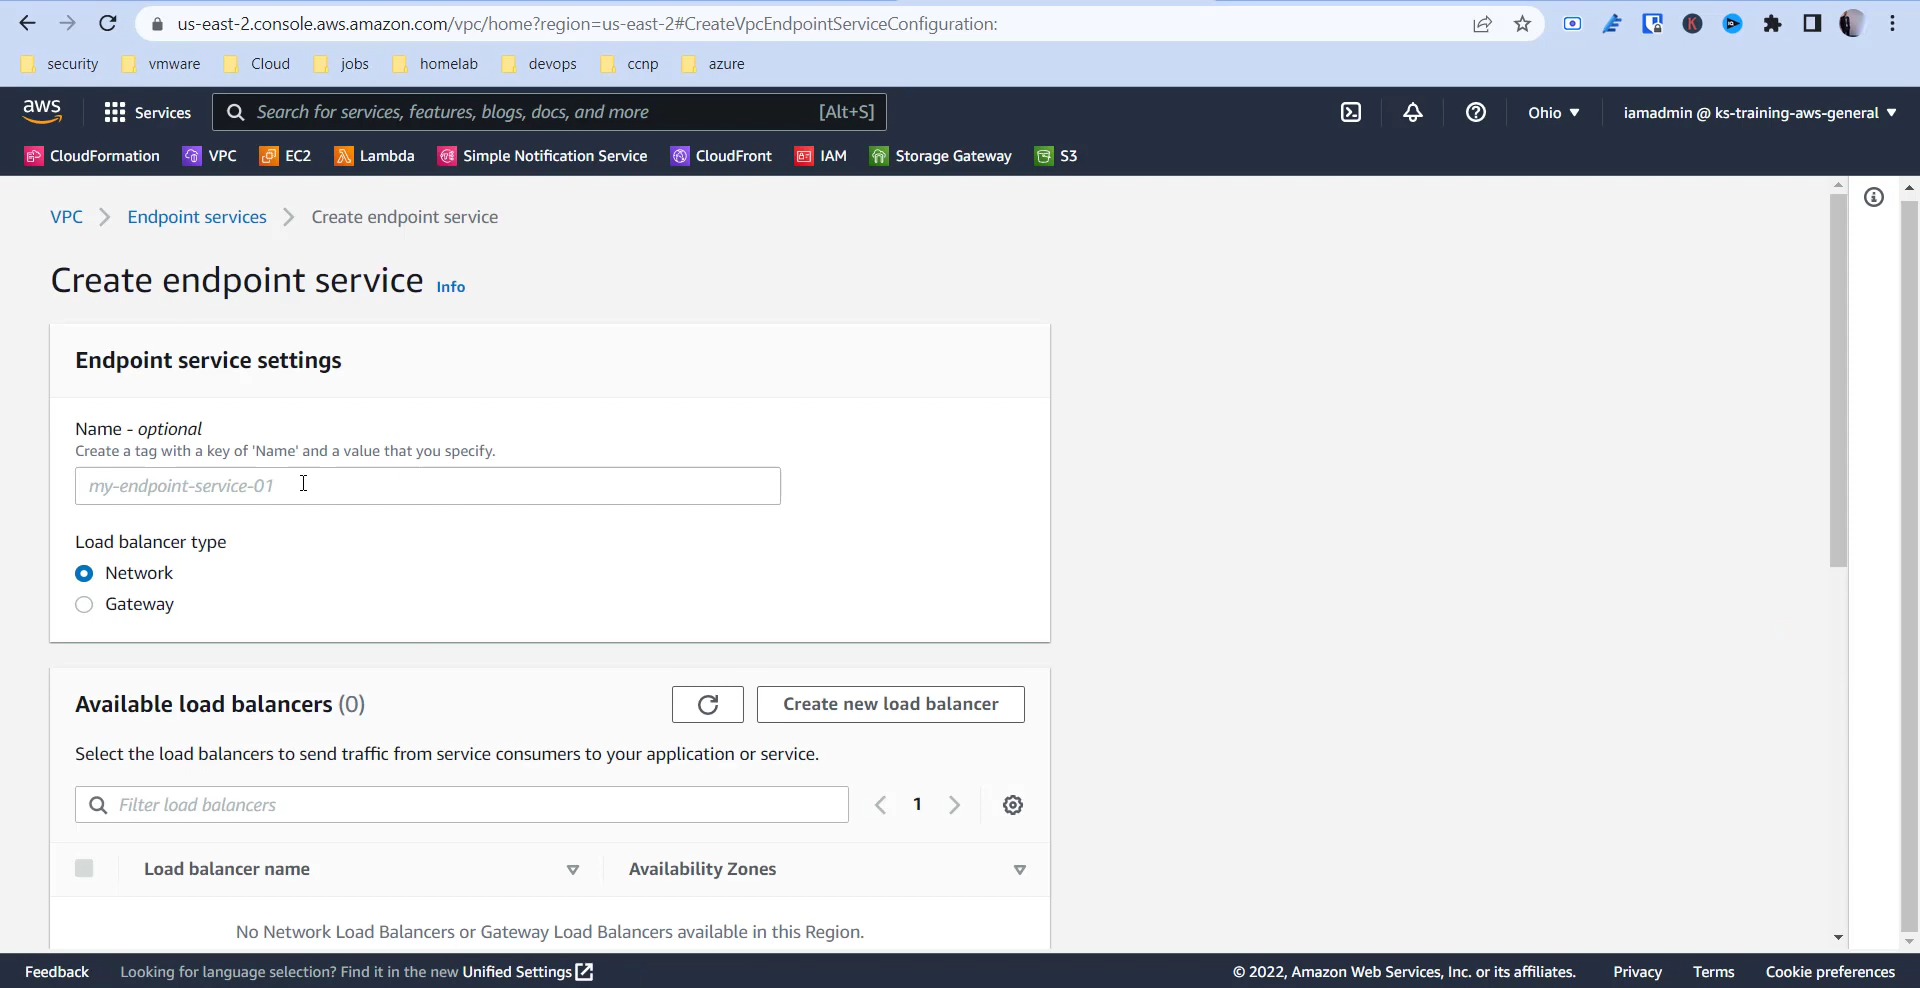 us-east-2.console.aws.amazon.com/vpc/home?region=us-east-2#CreateVpcEndpointServiceConfiguration:
security vmware Cloud jobs homelab devops ccnp azure
aws Services Search for services, features, blogs, docs, and more [Alt+S] Ohio iamadmin @ ks-training-aws-general
CloudFormation VPC EC2 Lambda Simple Notification Service CloudFront IAM Storage Gateway S3
VPC Endpoint services Create endpoint service
Create endpoint service Info
Endpoint service settings
Name - optional
Create a tag with a key of 'Name' and a value that you specify.
my-endpoint-service-01
Load balancer type
Network
Gateway
Available load balancers (0) Create new load balancer
Select the load balancers to send traffic from service consumers to your application or service.
Filter load balancers 1
Load balancer name Availability Zones
No Network Load Balancers or Gateway Load Balancers available in this Region.
Feedback Looking for language selection? Find it in the new Unified Settings © 2022, Amazon Web Services, Inc. or its affiliates. Privacy Terms Cookie preferences